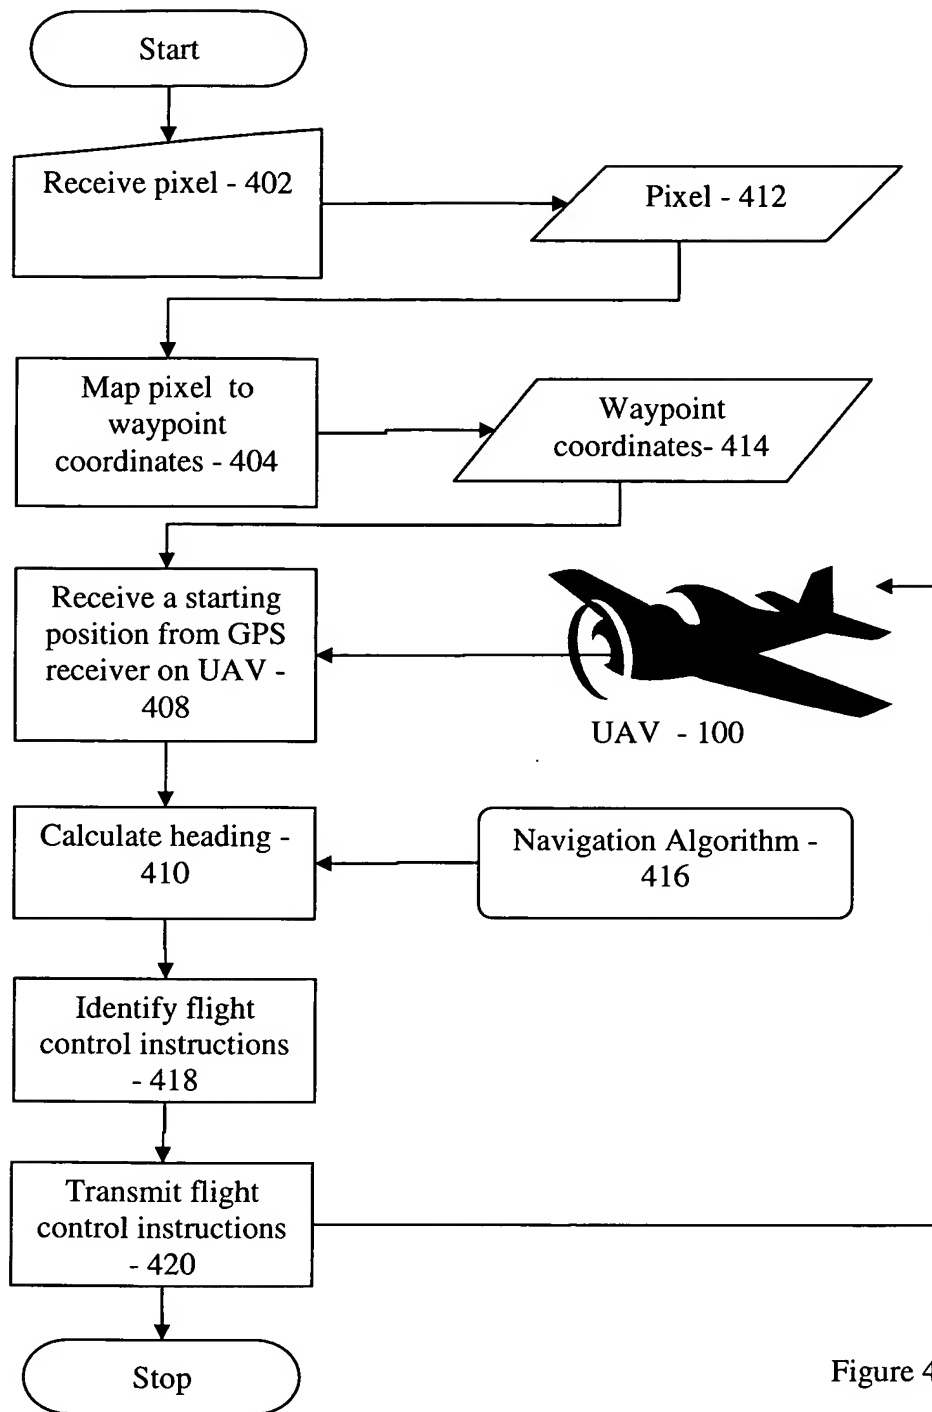 Start
Receive pixel - 402
Pixel - 412
Map pixel to
waypoint
coordinates - 404
Waypoint
coordinates- 414
Receive a starting
position from GPS
receiver on UAV -
408
UAV - 100
Calculate heading -
410
Navigation Algorithm -
416
Identify flight
control instructions
- 418
Transmit flight
control instructions
- 420
Stop
Figure 4